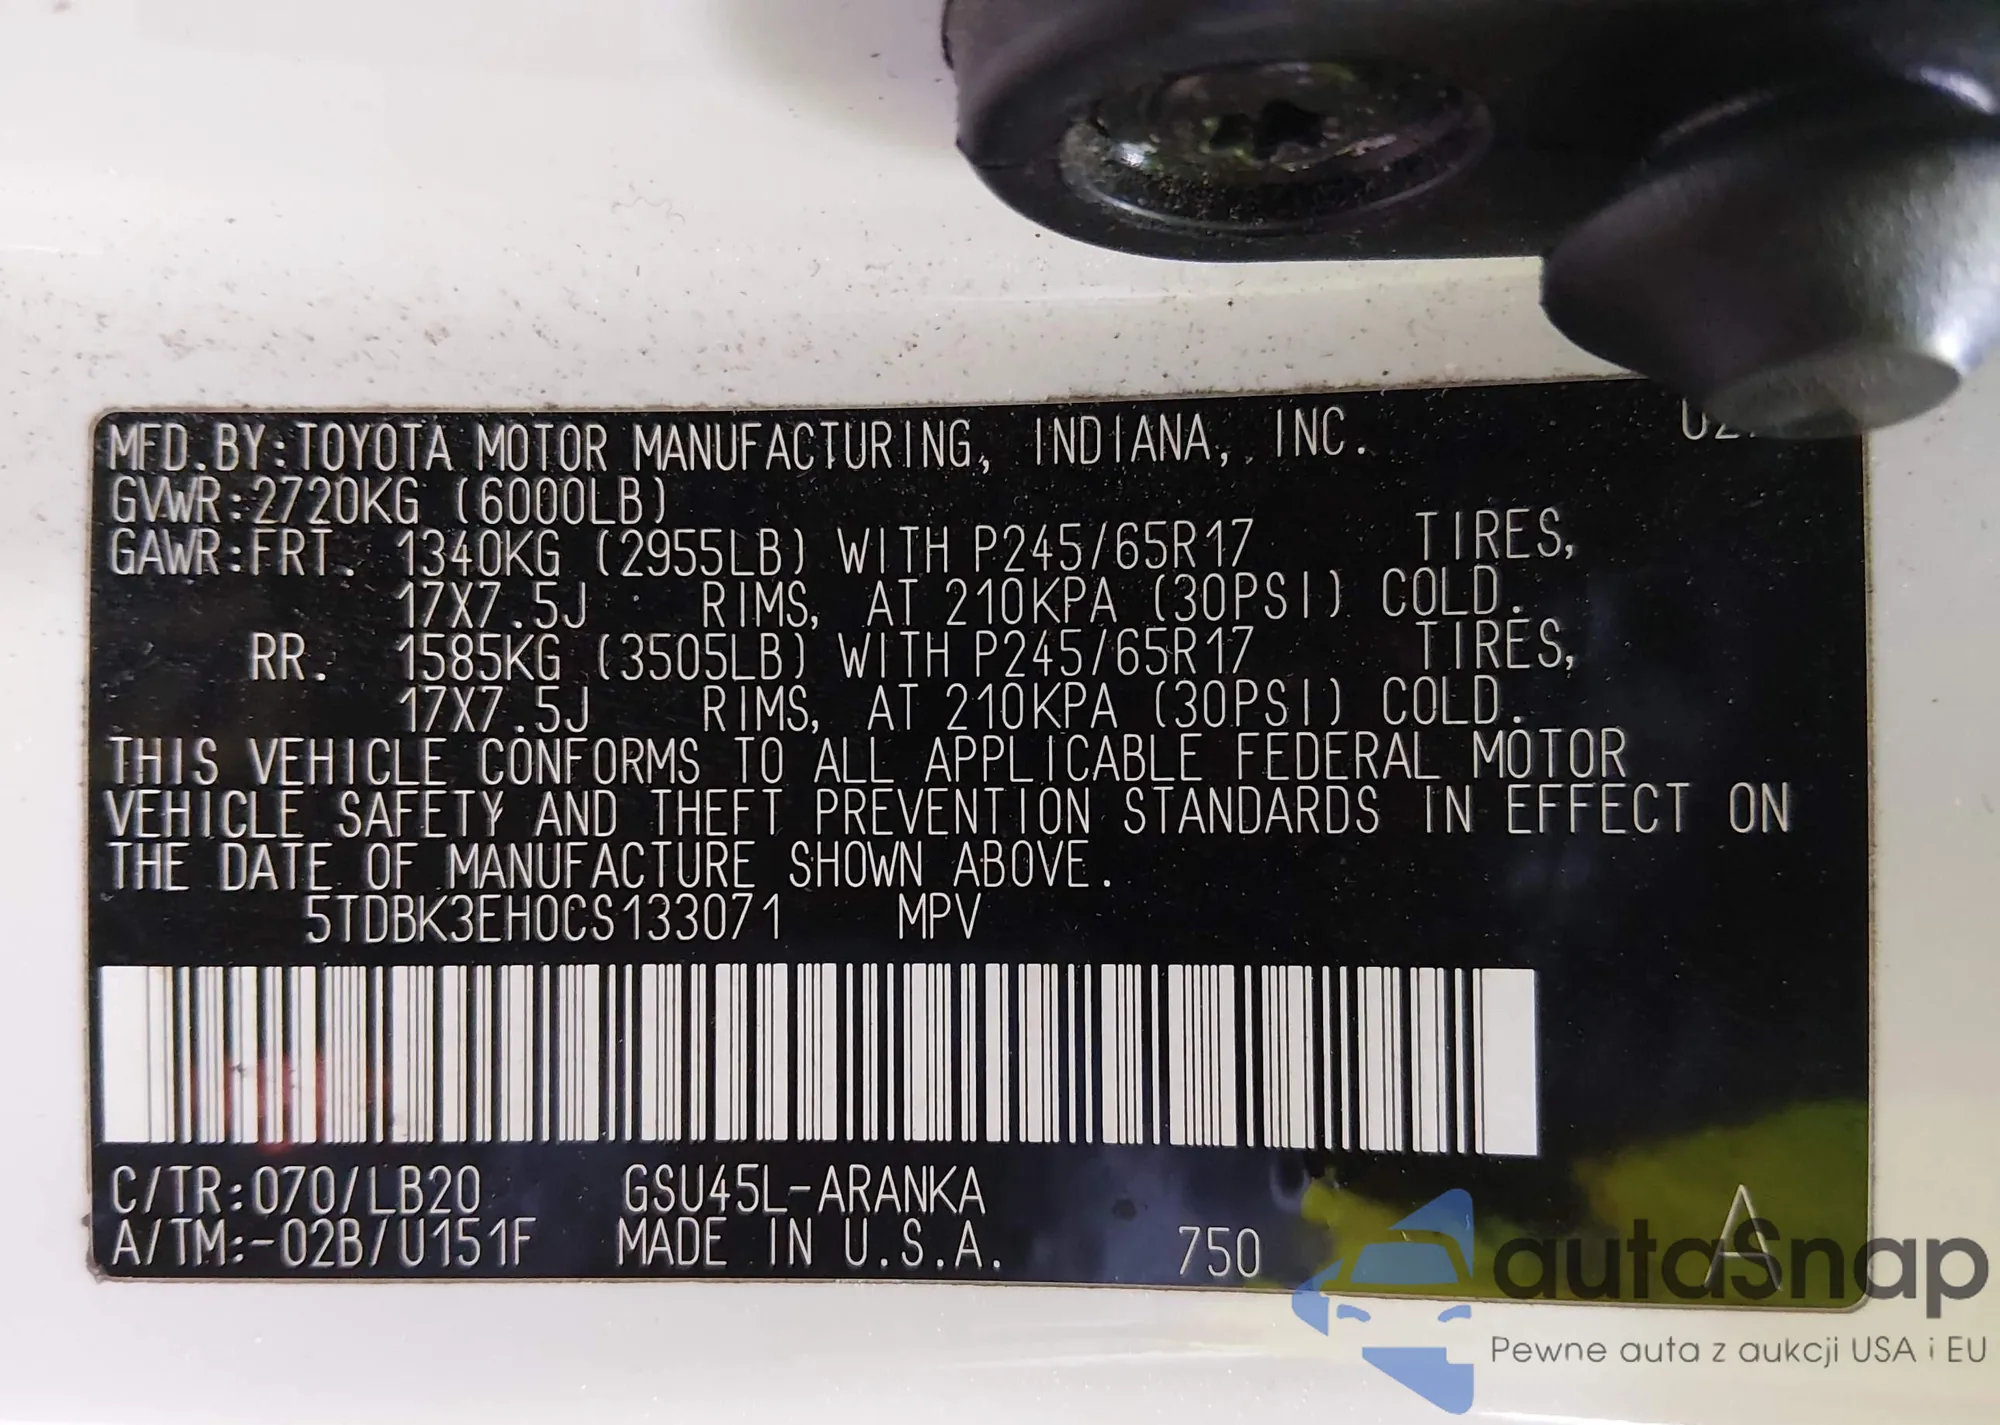 MFD.BY:TOYOTA MOTOR MANUFACTURING, INDIANA, INC.
GVWR:2720KG (6000LB)
GAWR:FRT. 1340KG (2955LB) WITH P245/65R17 TIRES,
17X7.5J RIMS, AT 210KPA (30PSI) COLD.
RR. 1585KG (3505LB) WITH P245/65R17 TIRES,
17X7.5J RIMS, AT 210KPA (30PSI) COLD.
THIS VEHICLE CONFORMS TO ALL APPLICABLE FEDERAL MOTOR
VEHICLE SAFETY AND THEFT PREVENTION STANDARDS IN EFFECT ON
THE DATE OF MANUFACTURE SHOWN ABOVE.
5TDBK3EH0CS133071 MPV
C/TR:070/LB20 GSU45L-ARANKA
A/TM:-02B/U151F MADE IN U.S.A. 750 A
autaSnap
Pewne auta z aukcji USA i EU